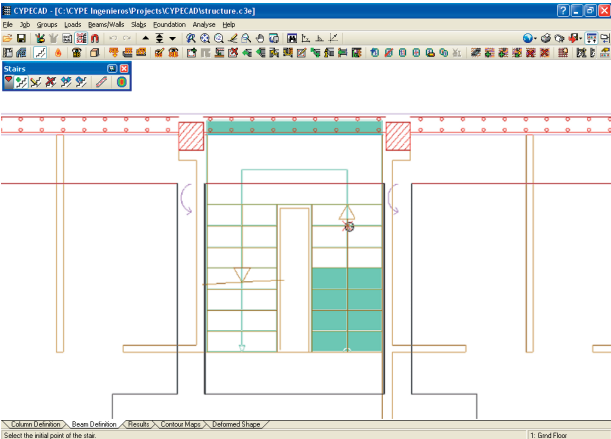 CYPECAD - [C:\CYPE Ingenieros\Projects\CYPECAD\structure.c3e]
File Job Groups Loads Beams/Walls Slabs Foundation Analyse Help
Stairs
Column Definition Beam Definition Results Contour Maps Deformed Shape
Select the initial point of the stair. 1: Grnd Floor